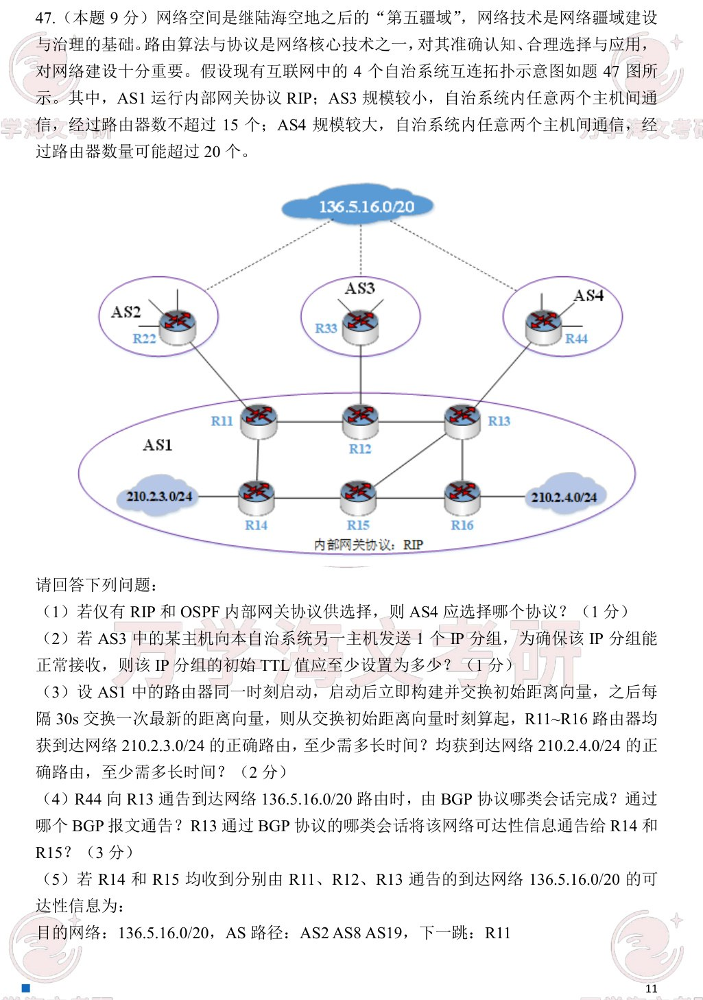 47.（本题 9 分）网络空间是继陆海空地之后的“第五疆域”，网络技术是网络疆域建设
与治理的基础。路由算法与协议是网络核心技术之一，对其准确认知、合理选择与应用，
对网络建设十分重要。假设现有互联网中的 4 个自治系统互连拓扑示意图如题 47 图所
示。其中，AS1 运行内部网关协议 RIP；AS3 规模较小，自治系统内任意两个主机间通
信，经过路由器数不超过 15 个；AS4 规模较大，自治系统内任意两个主机间通信，经
过路由器数量可能超过 20 个。
136.5.16.0/20
AS2
AS3
AS4
R22
R33
R44
R11
R12
R13
AS1
210.2.3.0/24
210.2.4.0/24
R14
R15
R16
内部网关协议：RIP
请回答下列问题：
（1）若仅有 RIP 和 OSPF 内部网关协议供选择，则 AS4 应选择哪个协议？（1 分）
（2）若 AS3 中的某主机向本自治系统另一主机发送 1 个 IP 分组，为确保该 IP 分组能
正常接收，则该 IP 分组的初始 TTL 值应至少设置为多少？（1 分）
（3）设 AS1 中的路由器同一时刻启动，启动后立即构建并交换初始距离向量，之后每
隔 30s 交换一次最新的距离向量，则从交换初始距离向量时刻算起，R11~R16 路由器均
获到达网络 210.2.3.0/24 的正确路由，至少需多长时间？均获到达网络 210.2.4.0/24 的正
确路由，至少需多长时间？（2 分）
（4）R44 向 R13 通告到达网络 136.5.16.0/20 路由时，由 BGP 协议哪类会话完成？通过
哪个 BGP 报文通告？R13 通过 BGP 协议的哪类会话将该网络可达性信息通告给 R14 和
R15？（3 分）
（5）若 R14 和 R15 均收到分别由 R11、R12、R13 通告的到达网络 136.5.16.0/20 的可
达性信息为：
目的网络：136.5.16.0/20，AS 路径：AS2 AS8 AS19，下一跳：R11
11
学海文考研
万学海文考研
万学海文考研